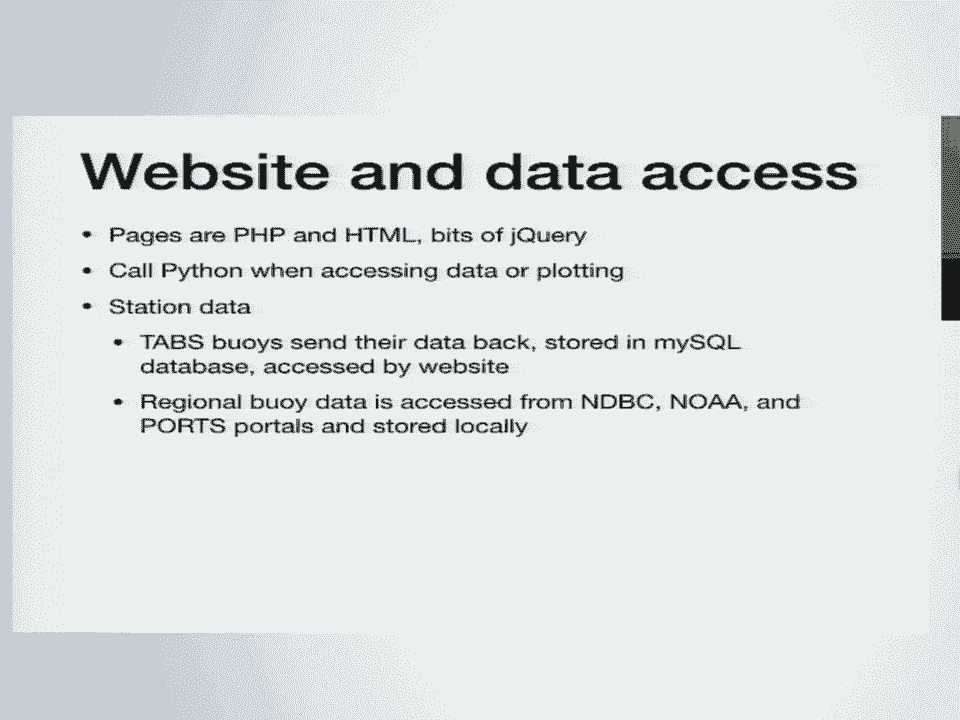 Website and data access
• Pages are PHP and HTML, bits of jQuery
• Call Python when accessing data or plotting
• Station data
• TABS buoys send their data back, stored in mySQL
database, accessed by website
• Regional buoy data is accessed from NDBC, NOAA, and
PORTS portals and stored locally